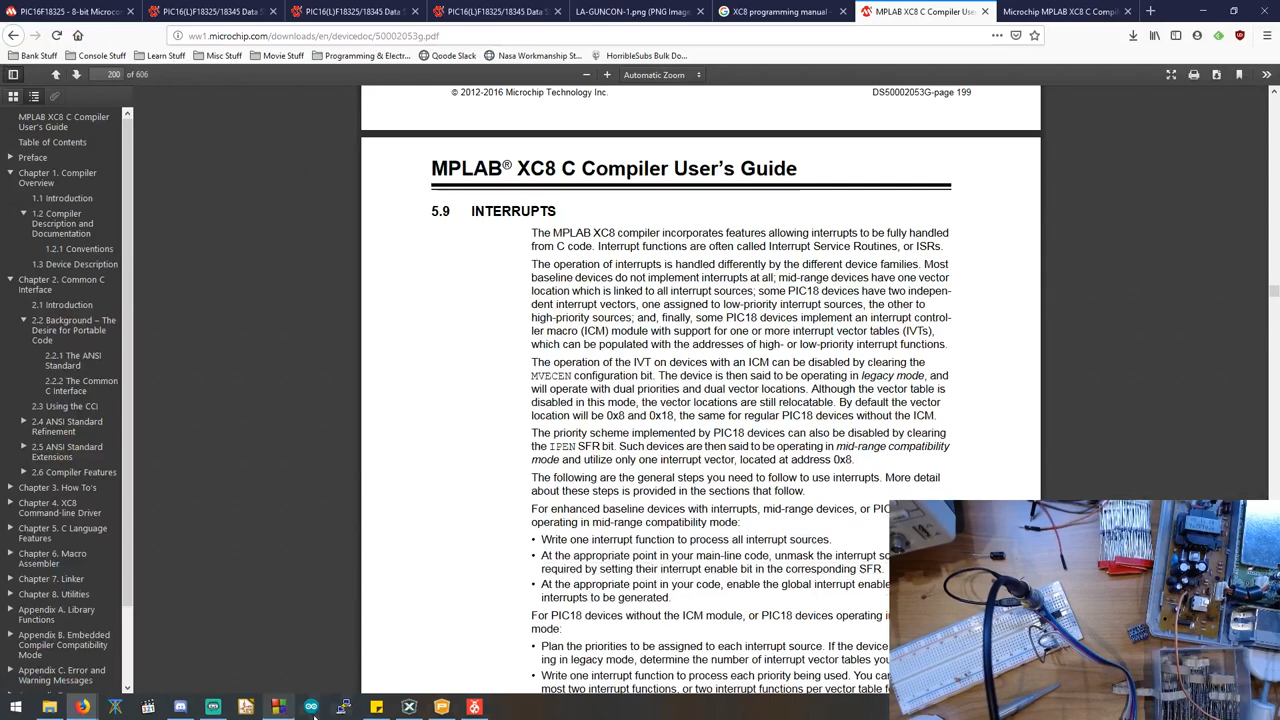 PIC16F18325 - 8-bit Microco
PIC16(L)F18325/18345 Data S
PIC16(L)F18325/18345 Data S
PIC16(L)F18325/18345 Data S
LA-GUNCON-1.png (PNG Imag
XC8 programming manual -
MPLAB XC8 C Compiler Use
Microchip MPLAB XC8 C Compi
ww1.microchip.com/downloads/en/devicedoc/50002053g.pdf
Bank Stuff
Console Stuff
Learn Stuff
Misc Stuff
Movie Stuff
Programming & Electr...
Qoode Slack
Nasa Workmanship St...
HorribleSubs Bulk Do...
200 of 606
Automatic Zoom
MPLAB XC8 C Compiler
User's Guide
Table of Contents
Preface
Chapter 1. Compiler
Overview
1.1 Introduction
1.2 Compiler
Description and
Documentation
1.2.1 Conventions
1.3 Device Description
Chapter 2. Common C
Interface
2.1 Introduction
2.2 Background – The
Desire for Portable
Code
2.2.1 The ANSI
Standard
2.2.2 The Common
C Interface
2.3 Using the CCI
2.4 ANSI Standard
Refinement
2.5 ANSI Standard
Extensions
2.6 Compiler Features
Chapter 3. How To's
Chapter 4. XC8
Command-line Driver
Chapter 5. C Language
Features
Chapter 6. Macro
Assembler
Chapter 7. Linker
Chapter 8. Utilities
Appendix A. Library
Functions
Appendix B. Embedded
Compiler Compatibility
Mode
Appendix C. Error and
Warning Messages
© 2012-2016 Microchip Technology Inc.
DS50002053G-page 199
MPLAB® XC8 C Compiler User's Guide
5.9 INTERRUPTS
The MPLAB XC8 compiler incorporates features allowing interrupts to be fully handled
from C code. Interrupt functions are often called Interrupt Service Routines, or ISRs.
The operation of interrupts is handled differently by the different device families. Most
baseline devices do not implement interrupts at all; mid-range devices have one vector
location which is linked to all interrupt sources; some PIC18 devices have two indepen-
dent interrupt vectors, one assigned to low-priority interrupt sources, the other to
high-priority sources; and, finally, some PIC18 devices implement an interrupt control-
ler macro (ICM) module with support for one or more interrupt vector tables (IVTs),
which can be populated with the addresses of high- or low-priority interrupt functions.
The operation of the IVT on devices with an ICM can be disabled by clearing the
MVECEN configuration bit. The device is then said to be operating in legacy mode, and
will operate with dual priorities and dual vector locations. Although the vector table is
disabled in this mode, the vector locations are still relocatable. By default the vector
location will be 0x8 and 0x18, the same for regular PIC18 devices without the ICM.
The priority scheme implemented by PIC18 devices can also be disabled by clearing
the IPEN SFR bit. Such devices are then said to be operating in mid-range compatibility
mode and utilize only one interrupt vector, located at address 0x8.
The following are the general steps you need to follow to use interrupts. More detail
about these steps is provided in the sections that follow.
For enhanced baseline devices with interrupts, mid-range devices, or PIC
operating in mid-range compatibility mode:
• Write one interrupt function to process all interrupt sources.
• At the appropriate point in your main-line code, unmask the interrupt so
required by setting their interrupt enable bit in the corresponding SFR.
• At the appropriate point in your code, enable the global interrupt enable
interrupts to be generated.
For PIC18 devices without the ICM module, or PIC18 devices operating i
mode:
• Plan the priorities to be assigned to each interrupt source. If the device
ing in legacy mode, determine the number of interrupt vector tables you
• Write one interrupt function to process each priority being used. You can
most two interrupt functions, or two interrupt functions per vector table f